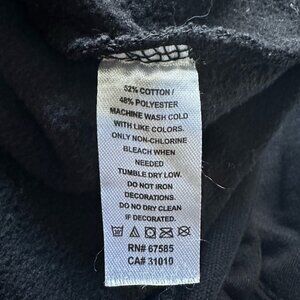 52% COTTON /
48% POLYESTER
MACHINE WASH COLD
WITH LIKE COLORS.
ONLY NON-CHLORINE
BLEACH WHEN
NEEDED
TUMBLE DRY LOW.
DO NOT IRON
DECORATIONS.
DO NO DRY CLEAN
IF DECORATED.
RN# 67585
CA# 31010